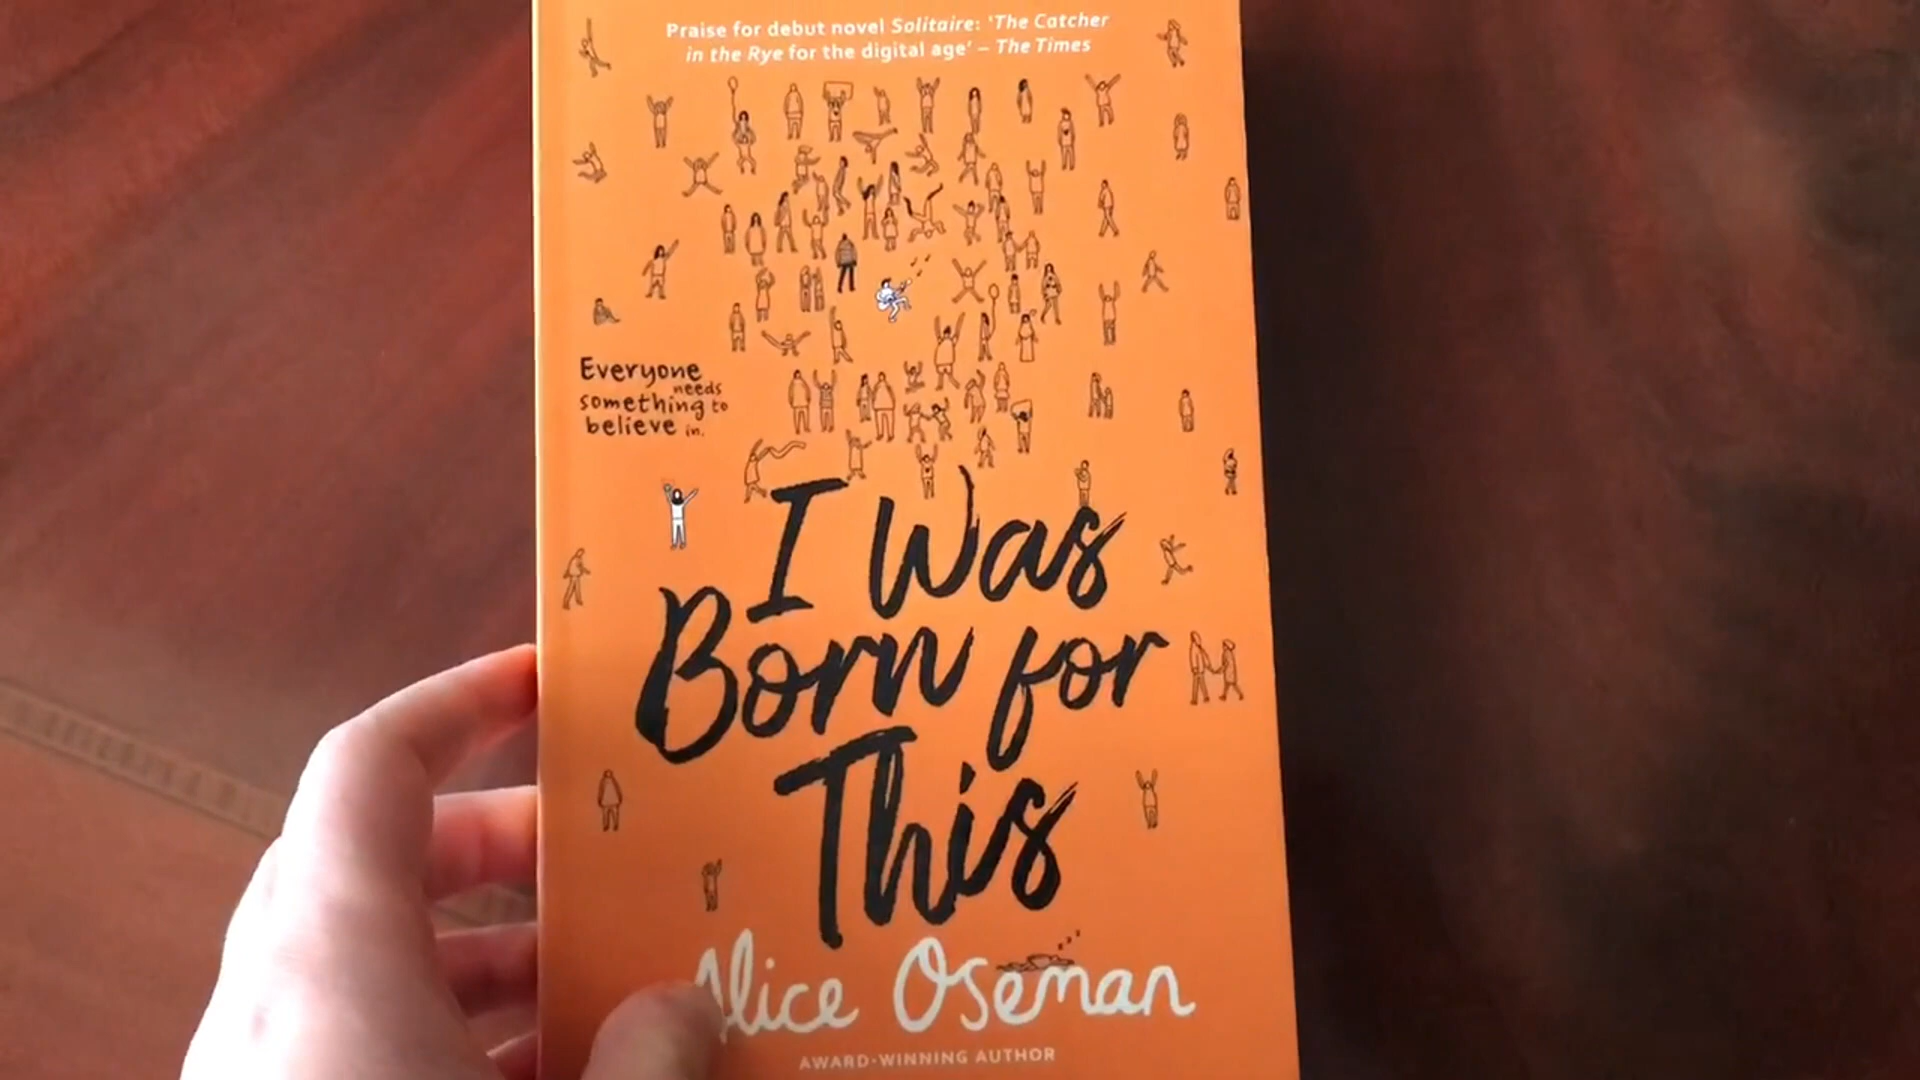 Praise for debut novel Solitaire: 'The Catcher
in the Rye for the digital age' – The Times
Everyone
needs
something to
believe in.
I Was
Born for
This
Alice Oseman
AWARD-WINNING AUTHOR